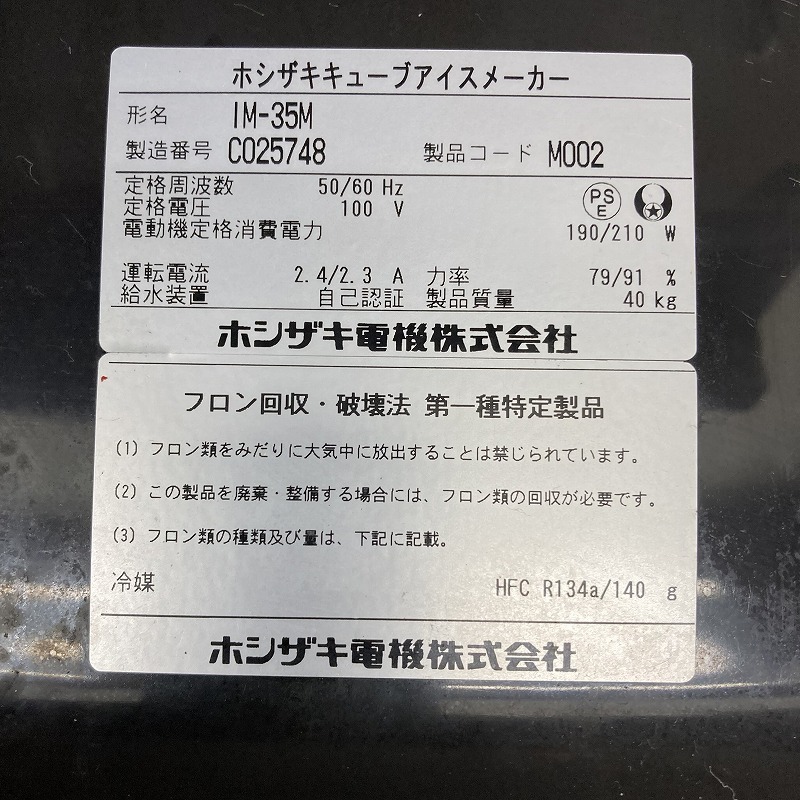 ホシザキキューブアイスメーカー
形名 IM-35M
製造番号 C025748 製品コード M002
定格周波数 50/60 Hz
定格電圧 100 V
PS
E
電動機定格消費電力 190/210 W
運転電流 2.4/2.3 A 力率 79/91 %
給水装置 自己認証 製品質量 40 kg
ホシザキ電機株式会社
フロン回収・破壊法 第一種特定製品
(1) フロン類をみだりに大気中に放出することは禁じられています。
(2) この製品を廃棄・整備する場合には、フロン類の回収が必要です。
(3) フロン類の種類及び量は、下記に記載。
冷媒 HFC R134a/140 g
ホシザキ電機株式会社